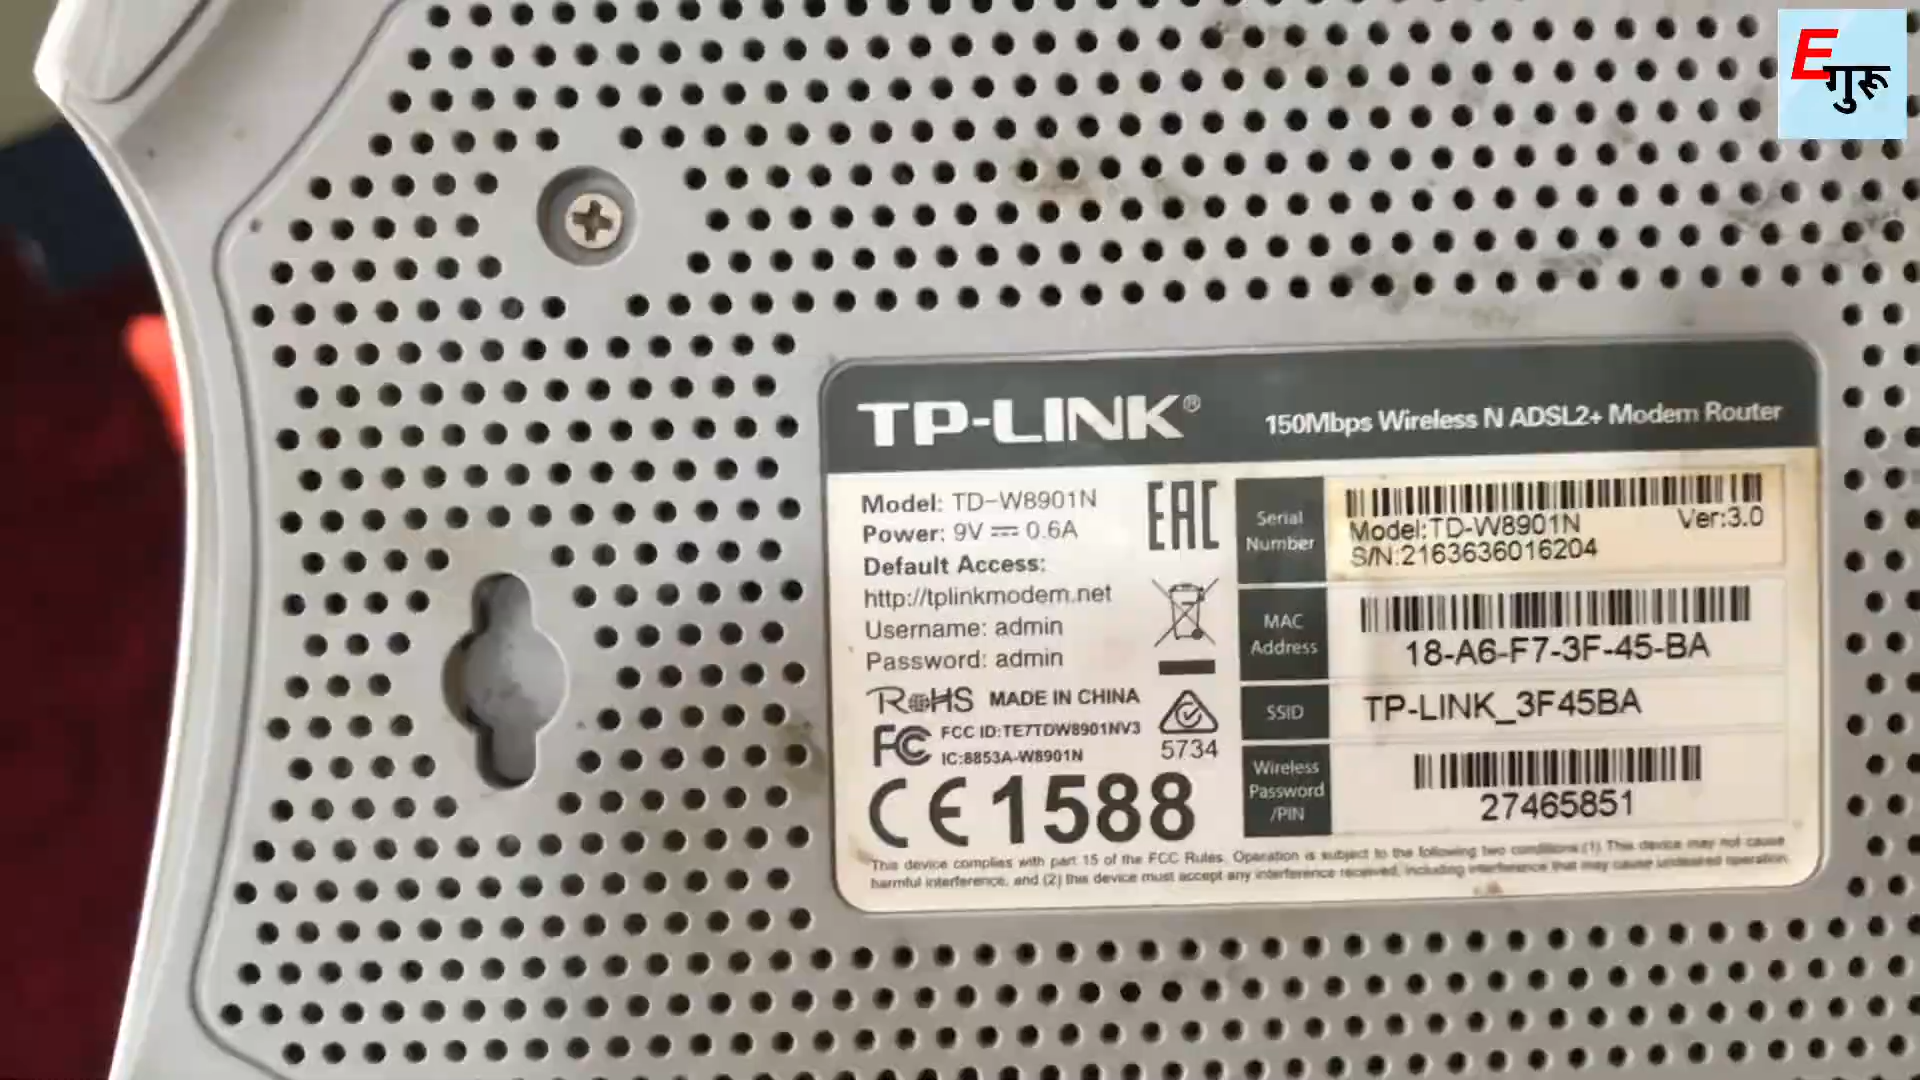 E
गुरू
TP-LINK®
150Mbps Wireless N ADSL2+ Modem Router
Model: TD-W8901N
Power: 9V ⎓ 0.6A
Default Access:
http://tplinkmodem.net
Username: admin
Password: admin
RoHS MADE IN CHINA
FC FCC ID:TE7TDW8901NV3
IC:8853A-W8901N
CE1588
EAC
5734
Serial
Number
Model:TD-W8901N Ver:3.0
S/N:2163636016204
MAC
Address
18-A6-F7-3F-45-BA
SSID
TP-LINK_3F45BA
Wireless
Password
/PIN
27465851
This device complies with part 15 of the FCC Rules. Operation is subject to the following two conditions:(1) This device may not cause
harmful interference, and (2) this device must accept any interference received, including interference that may cause undesired operation.